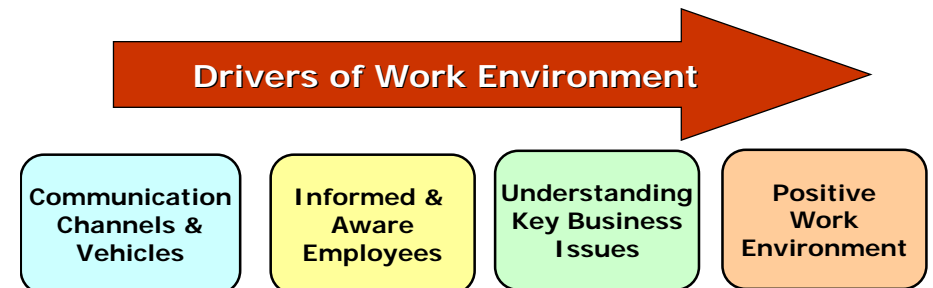 Drivers of Work Environment
Communication
Channels &
Vehicles
Informed &
Aware
Employees
Understanding
Key Business
Issues
Positive
Work
Environment